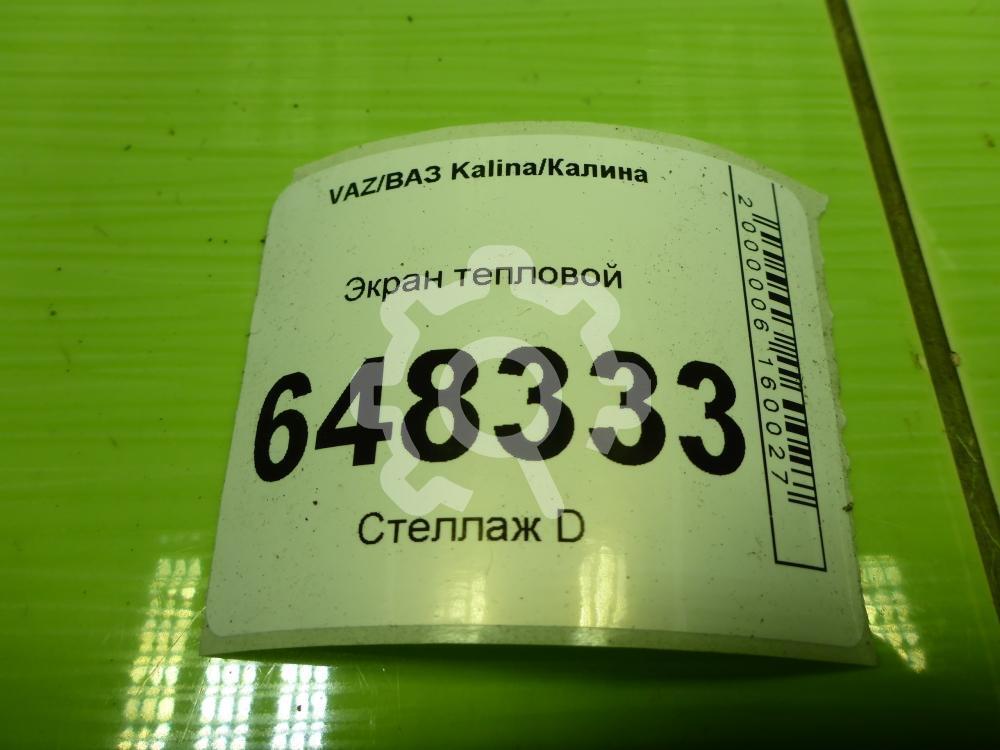 VAZ/ВАЗ Kalina/Калина
Экран тепловой
648333
Стеллаж D
2000006160027